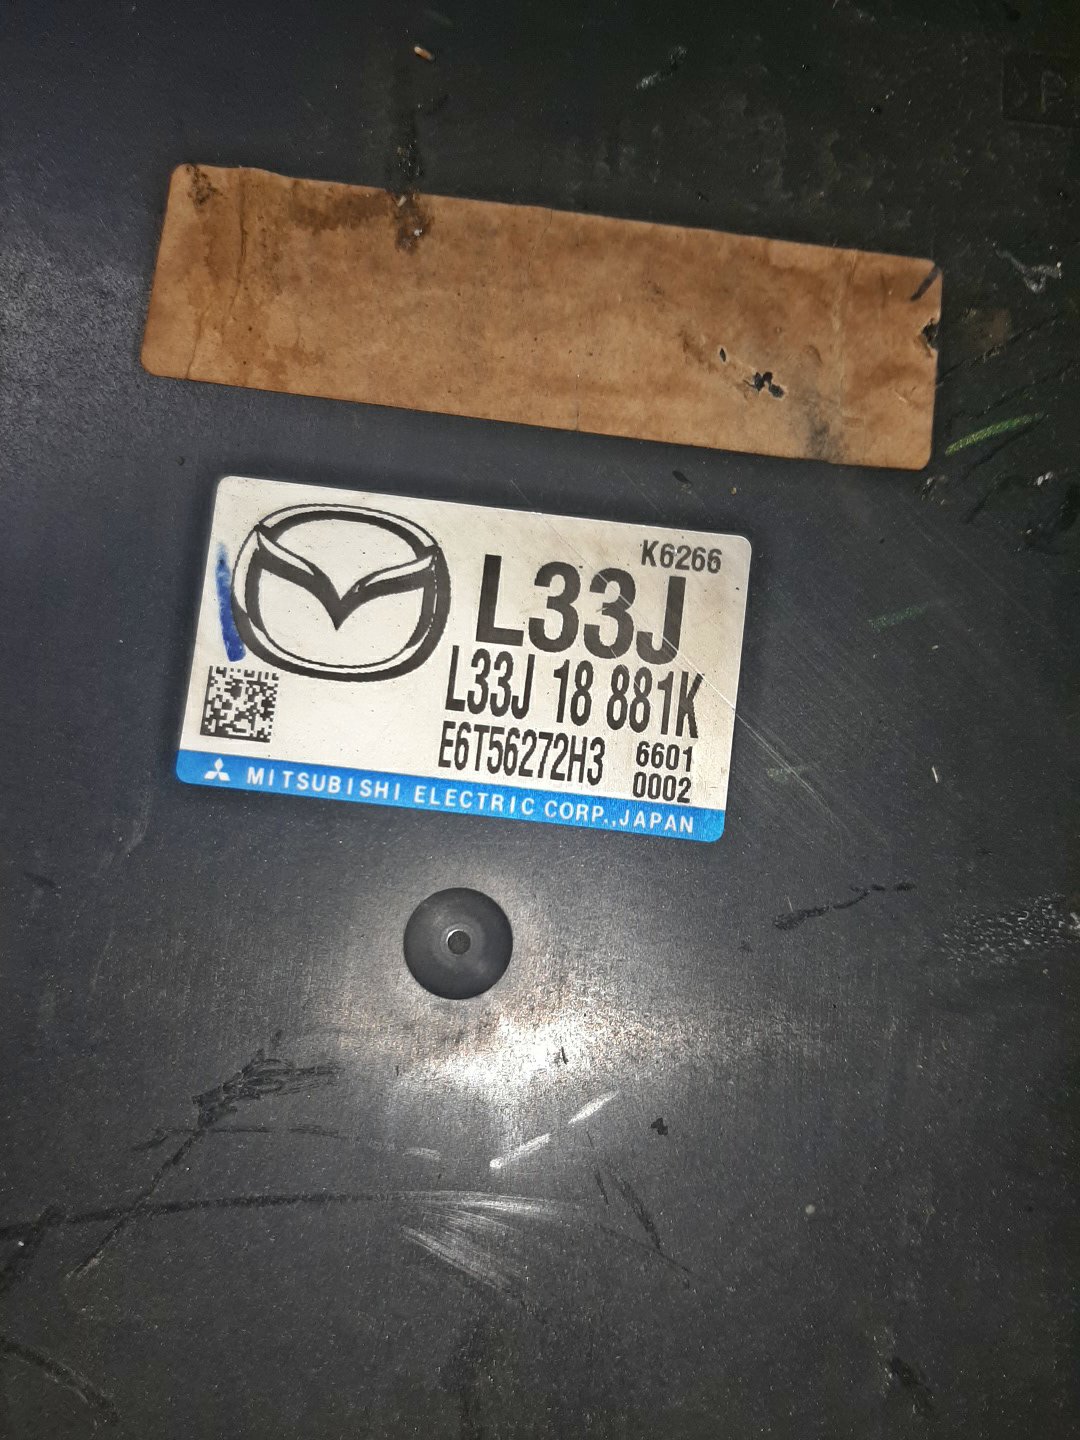 K6266
L33J
L33J 18 881K
E6T56272H3 6601
0002
MITSUBISHI ELECTRIC CORP.,JAPAN